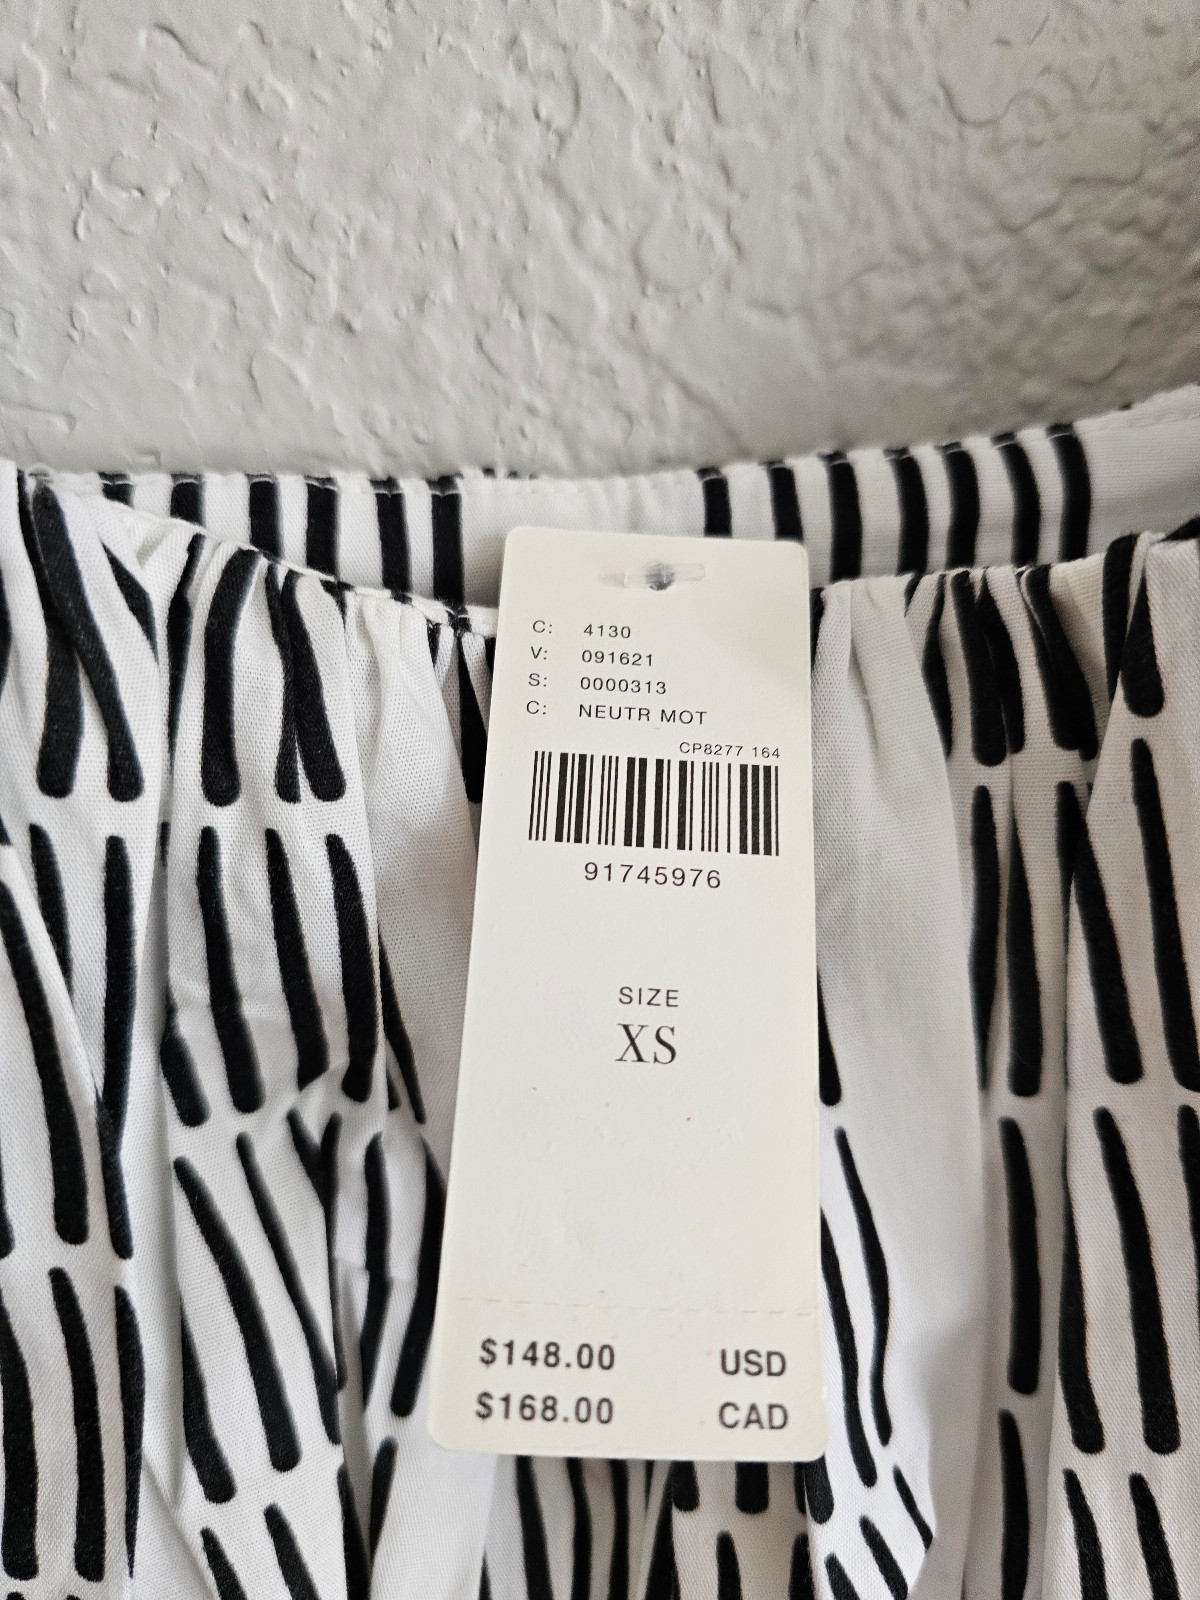 C: 4130
V: 091621
S: 0000313
C: NEUTR MOT
CP8277 164
91745976
SIZE
XS
$148.00 USD
$168.00 CAD